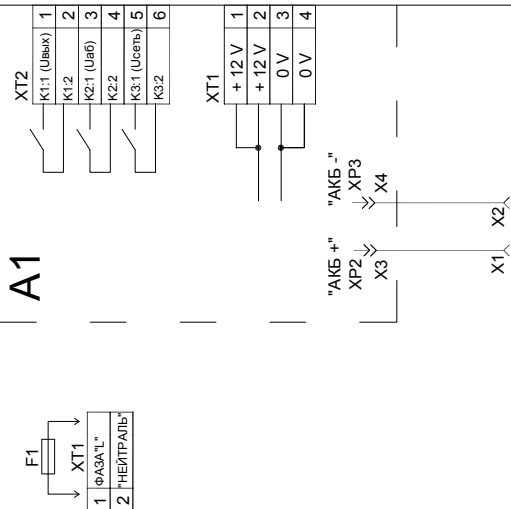 A1
XT2
K1:1 (Uвых) 1
K1:2 2
K2:1 (Uаб) 3
K2:2 4
K3:1 (Uсеть) 5
K3:2 6
XT1
+ 12 V 1
+ 12 V 2
0 V 3
0 V 4
"АКБ -"
XP3
X4
"АКБ +"
XP2
X3
X2
X1
F1
XT1
1 ФАЗА"L"
2 "НЕЙТРАЛЬ"